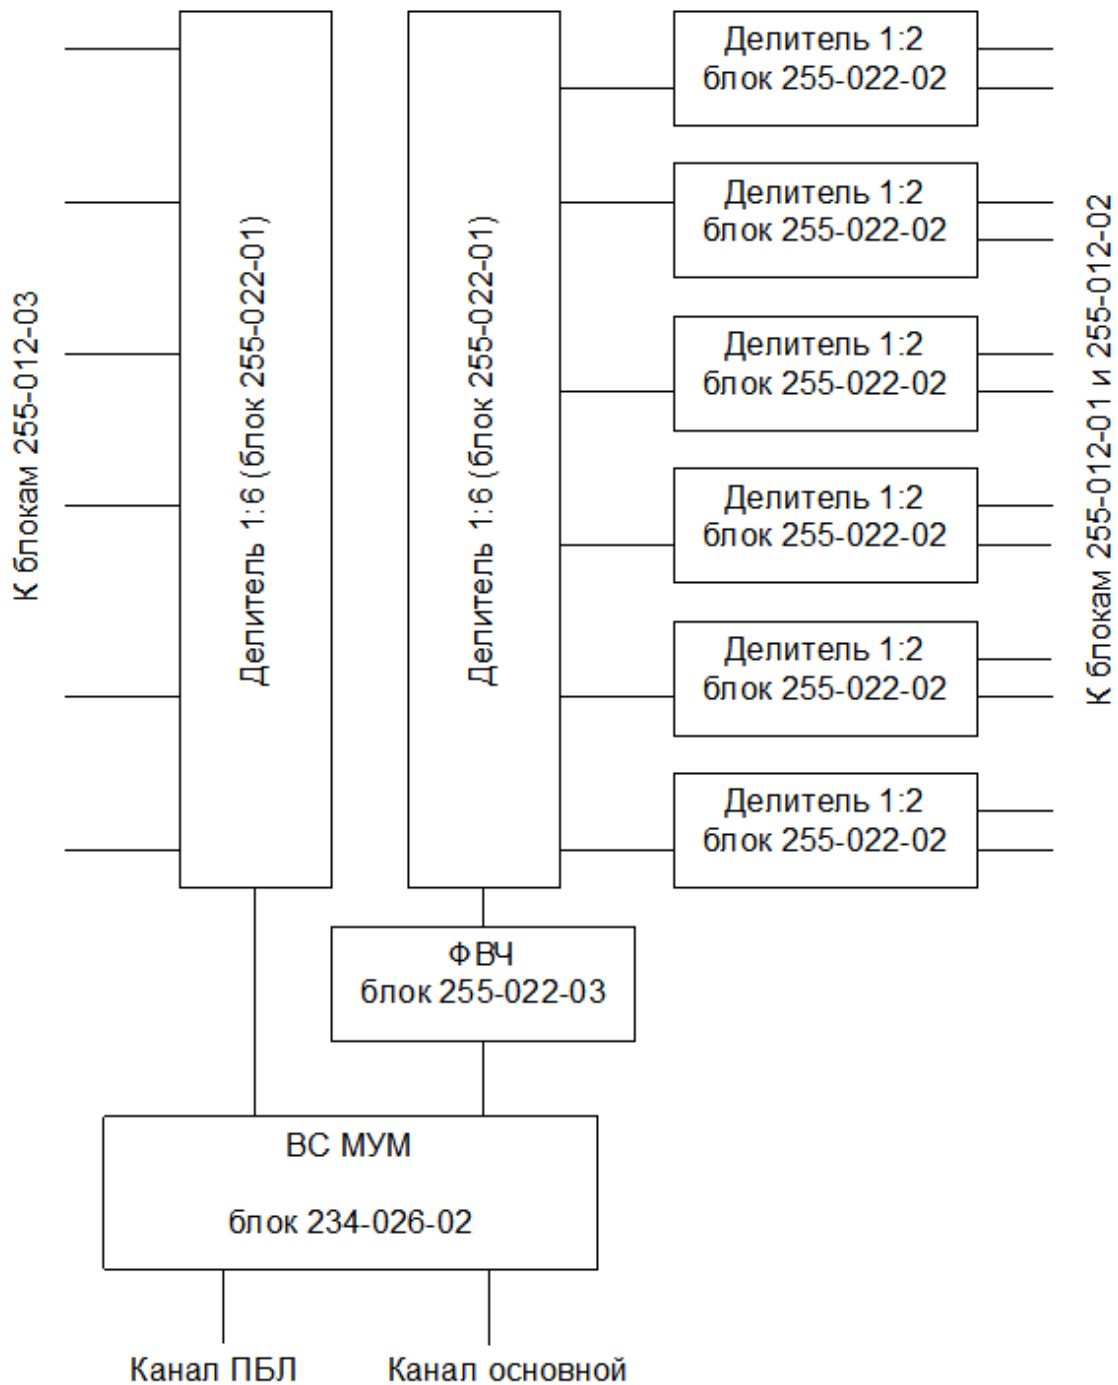 Делитель 1:2
блок 255-022-02
Делитель 1:2
блок 255-022-02
Делитель 1:2
блок 255-022-02
Делитель 1:2
блок 255-022-02
Делитель 1:2
блок 255-022-02
Делитель 1:2
блок 255-022-02
К блокам 255-012-03
Делитель 1:6 (блок 255-022-01)
Делитель 1:6 (блок 255-022-01)
К блокам 255-012-01 и 255-012-02
ФВЧ
блок 255-022-03
ВС МУМ
блок 234-026-02
Канал ПБЛ
Канал основной